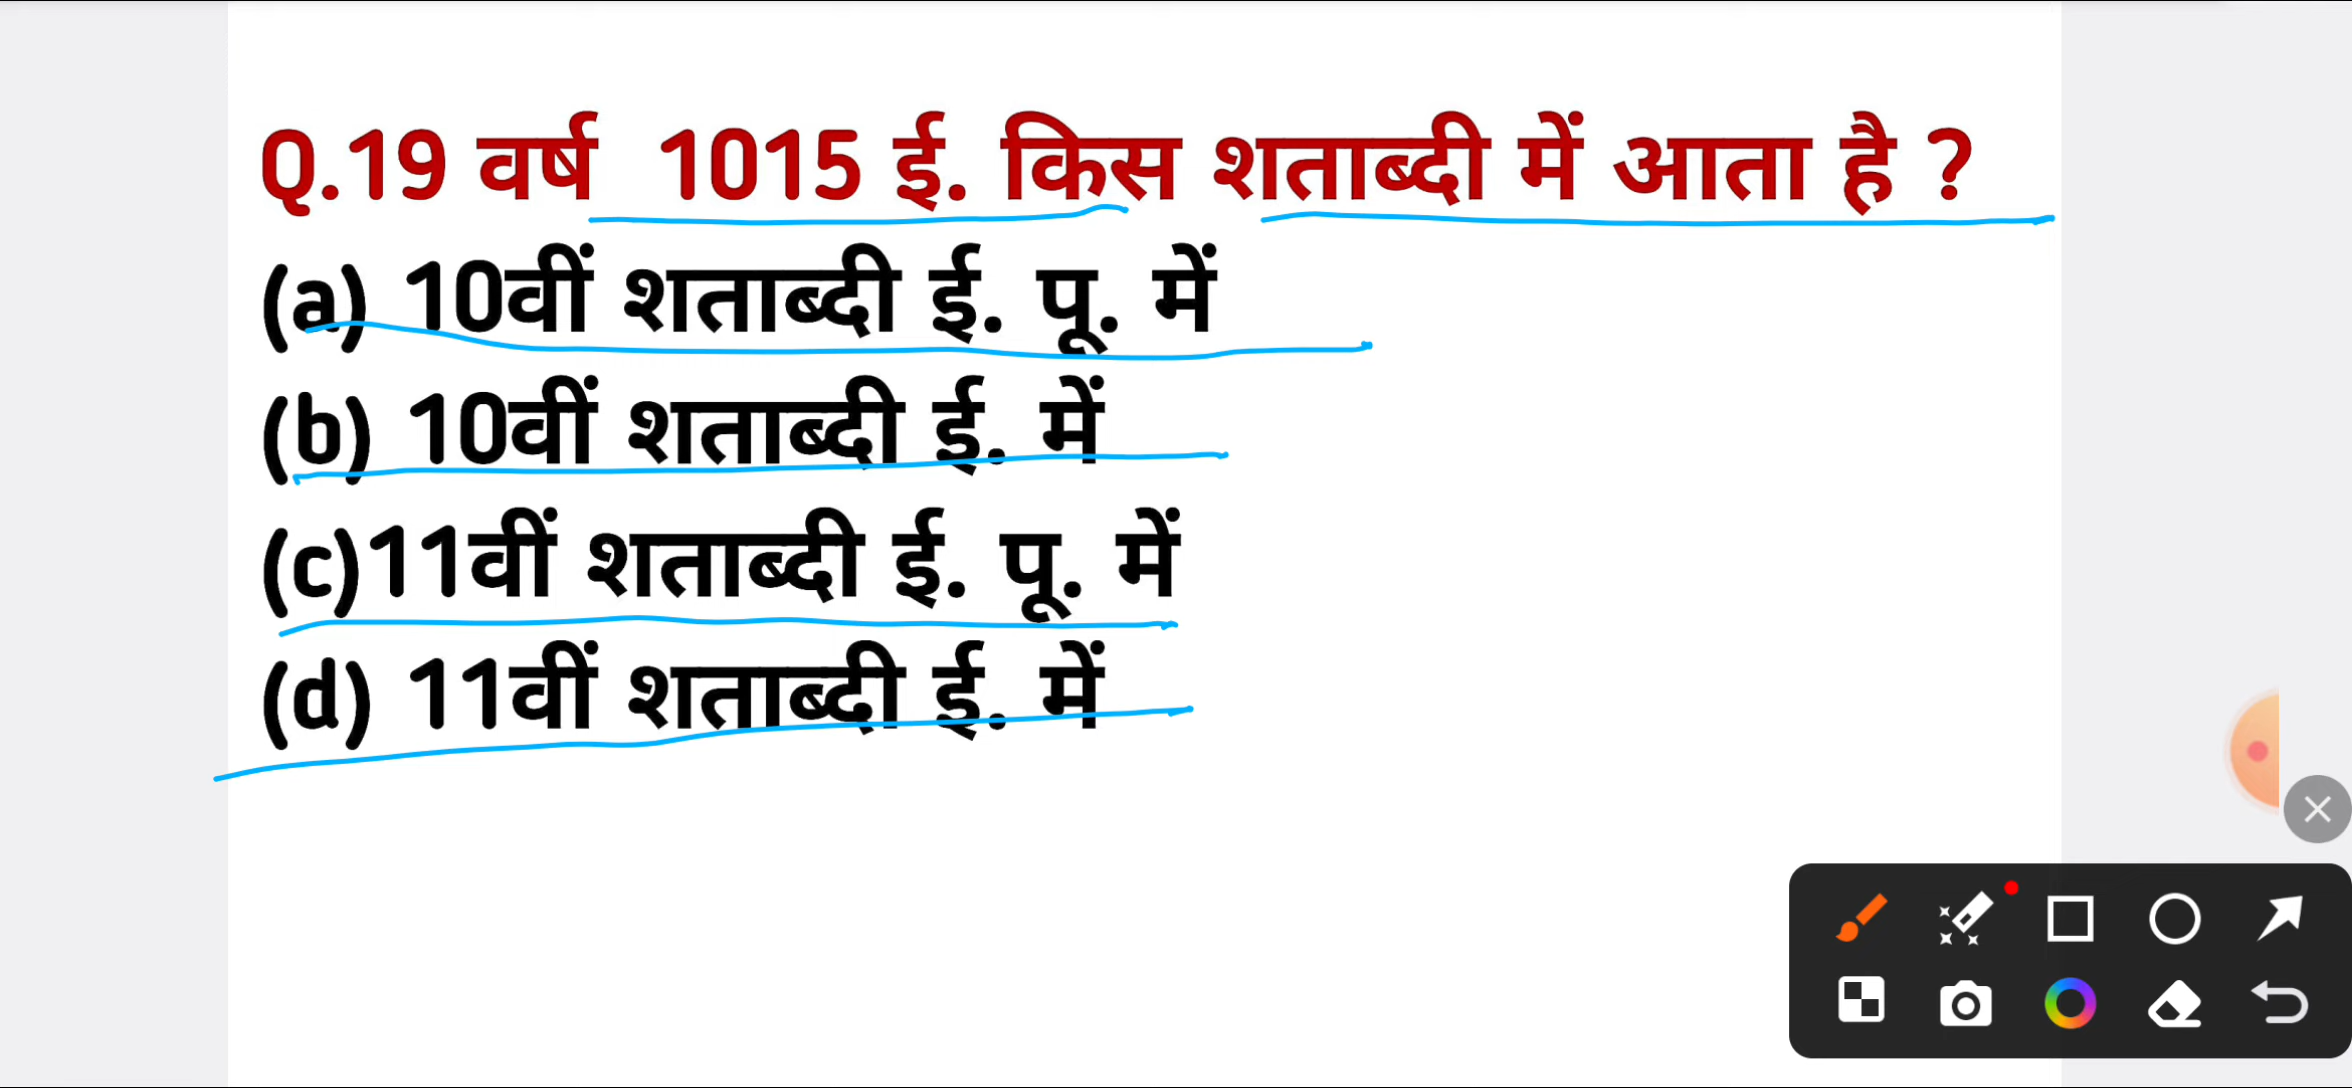 Q.19 वर्ष 1015 ई. किस शताब्दी में आता है ?
(a) 10वीं शताब्दी ई. पू. में
(b) 10वीं शताब्दी ई. में
(c)11वीं शताब्दी ई. पू. में
(d) 11वीं शताब्दी ई. में